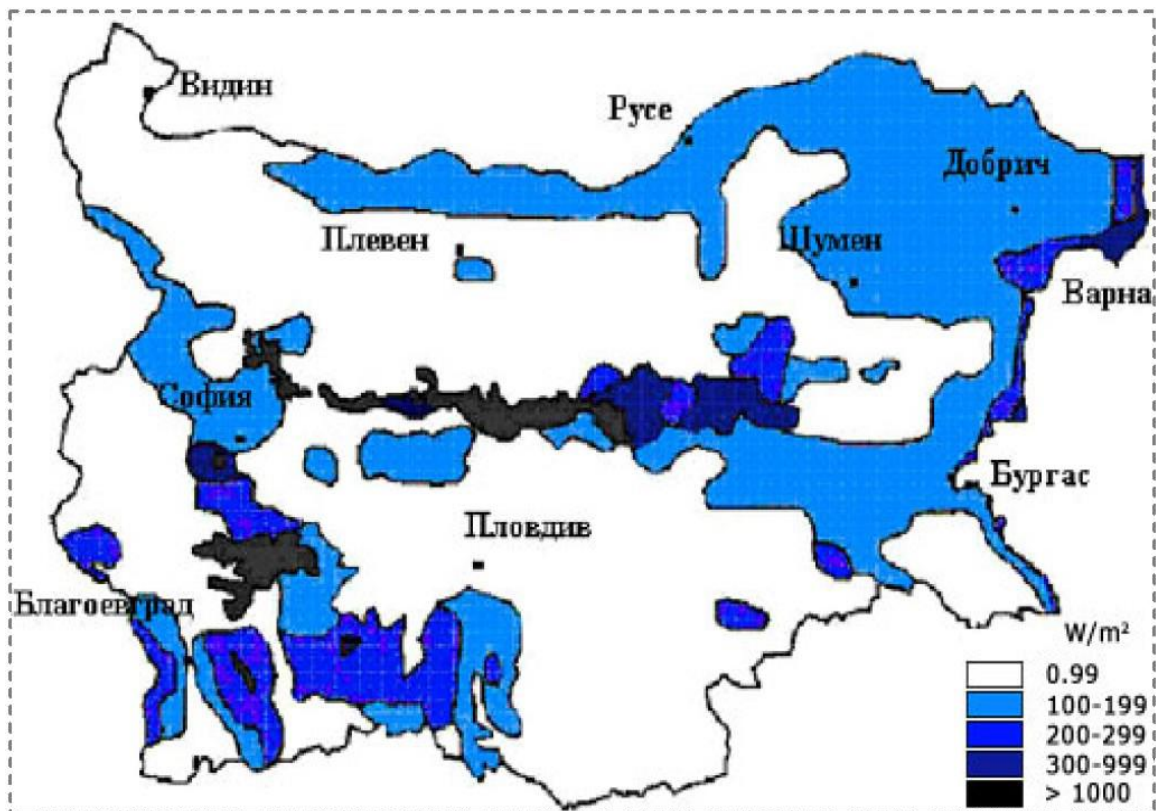 Видин
Русе
Добрич
Плевен
Шумен
Варна
София
Бургас
Пловдив
Благоевград
W/m²
0.99
100-199
200-299
300-999
> 1000